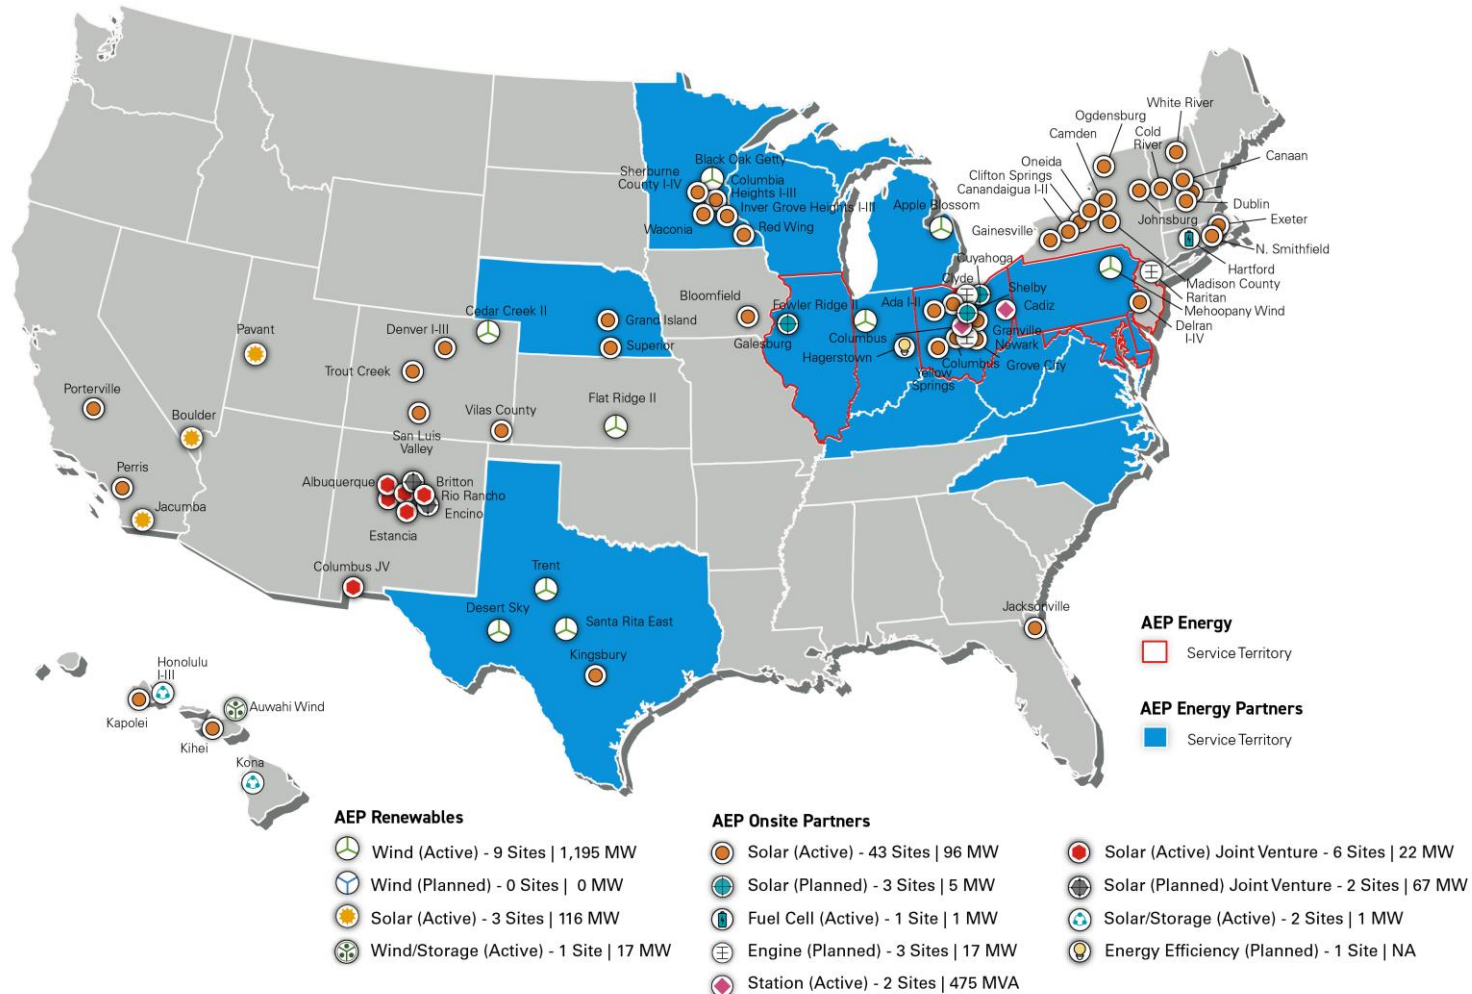 White River
Ogdensburg
Camden
Cold
River
Canaan
Oneida
Clifton Springs
Canandaigua I-II
Dublin
Johnsburg
Exeter
Gainesville
N. Smithfield
Hartford
Madison County
Raritan
Mehoopany Wind
Delran
I-IV
Black Oak Getty
Sherburne
County I-IV
Columbia
Heights I-III
Inver Grove Heights I-III
Waconia
Red Wing
Apple Blossom
Cuyahoga
Clyde
Shelby
Ada I-II
Cadiz
Fowler Ridge II
Bloomfield
Galesburg
Columbus
Granville
Newark
Hagerstown
Columbus
Grove City
Yellow
Springs
Cedar Creek II
Grand Island
Superior
Pavant
Denver I-III
Trout Creek
Porterville
Boulder
San Luis
Valley
Vilas County
Flat Ridge II
Perris
Jacumba
Albuquerque
Britton
Rio Rancho
Encino
Estancia
Columbus JV
Trent
Desert Sky
Santa Rita East
Kingsbury
Jacksonville
Honolulu
I-III
Kapolei
Auwahi Wind
Kihei
Kona
AEP Energy
Service Territory
AEP Energy Partners
Service Territory
AEP Renewables
Wind (Active) - 9 Sites | 1,195 MW
Wind (Planned) - 0 Sites | 0 MW
Solar (Active) - 3 Sites | 116 MW
Wind/Storage (Active) - 1 Site | 17 MW
AEP Onsite Partners
Solar (Active) - 43 Sites | 96 MW
Solar (Planned) - 3 Sites | 5 MW
Fuel Cell (Active) - 1 Site | 1 MW
Engine (Planned) - 3 Sites | 17 MW
Station (Active) - 2 Sites | 475 MVA
Solar (Active) Joint Venture - 6 Sites | 22 MW
Solar (Planned) Joint Venture - 2 Sites | 67 MW
Solar/Storage (Active) - 2 Sites | 1 MW
Energy Efficiency (Planned) - 1 Site | NA